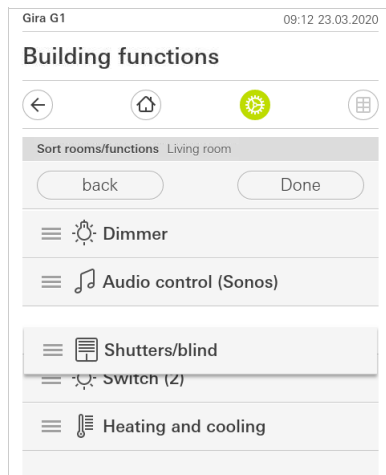 Gira G1 09:12 23.03.2020
Building functions
Sort rooms/functions Living room
back Done
Dimmer
Audio control (Sonos)
Shutters/blind
Switch (2)
Heating and cooling